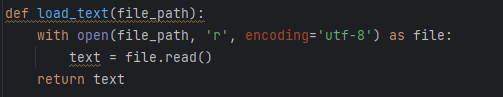 def load_text(file_path):
    with open(file_path, 'r', encoding='utf-8') as file:
        text = file.read()
    return text